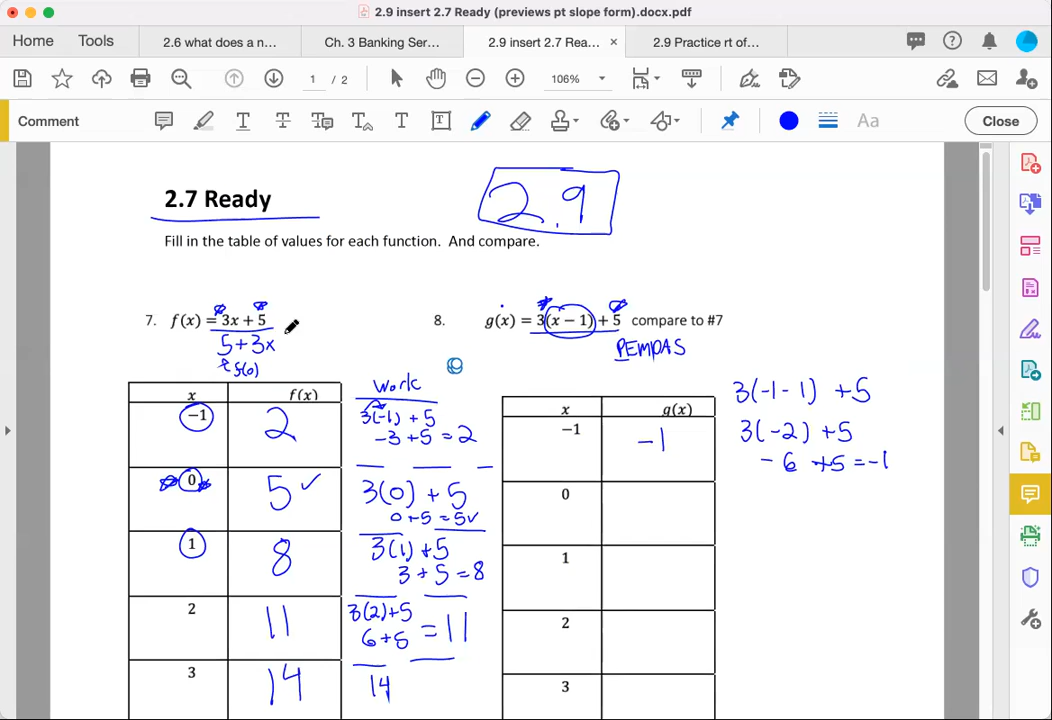 2.9 insert 2.7 Ready (previews pt slope form).docx.pdf
Home Tools 2.6 what does a n... Ch. 3 Banking Ser... 2.9 insert 2.7 Rea... × 2.9 Practice rt of...
1 / 2 106%
Comment Aa Close
2.9
2.7 Ready
Fill in the table of values for each function. And compare.
7. f(x) = 3x + 5
5+3x
8. g(x) = 3(x − 1) + 5 compare to #7
PEMDAS
x f(x) work
−1 2 3(-1) + 5
-3 + 5 = 2
0 5 ✓ 3(0) + 5
0+5 = 5 ✓
1 8 3(1) + 5
3 + 5 = 8
2 11 3(2)+5
6+5 = 11
3 14 14
x g(x)
−1 -1
3(-1-1) +5
3(-2) +5
-6 +5 = -1
0
1
2
3